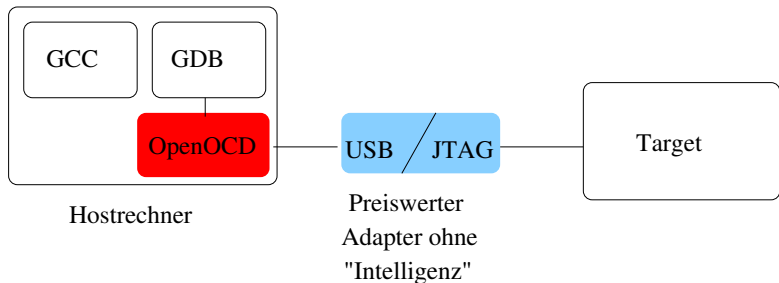 GCC
GDB
OpenOCD
USB / JTAG
Target
Hostrechner
Preiswerter
Adapter ohne
"Intelligenz"